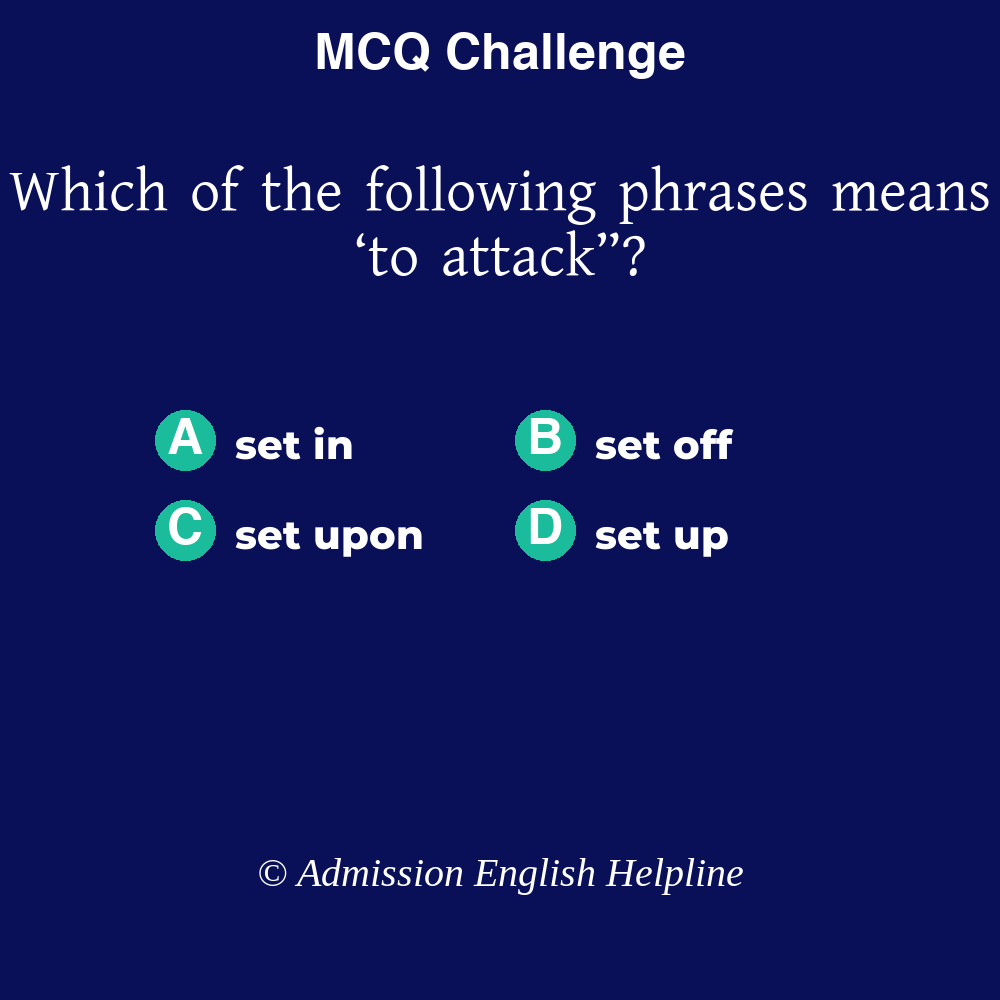 MCQ Challenge
Which of the following phrases means
‘to attack”?
A set in
B set off
C set upon
D set up
© Admission English Helpline